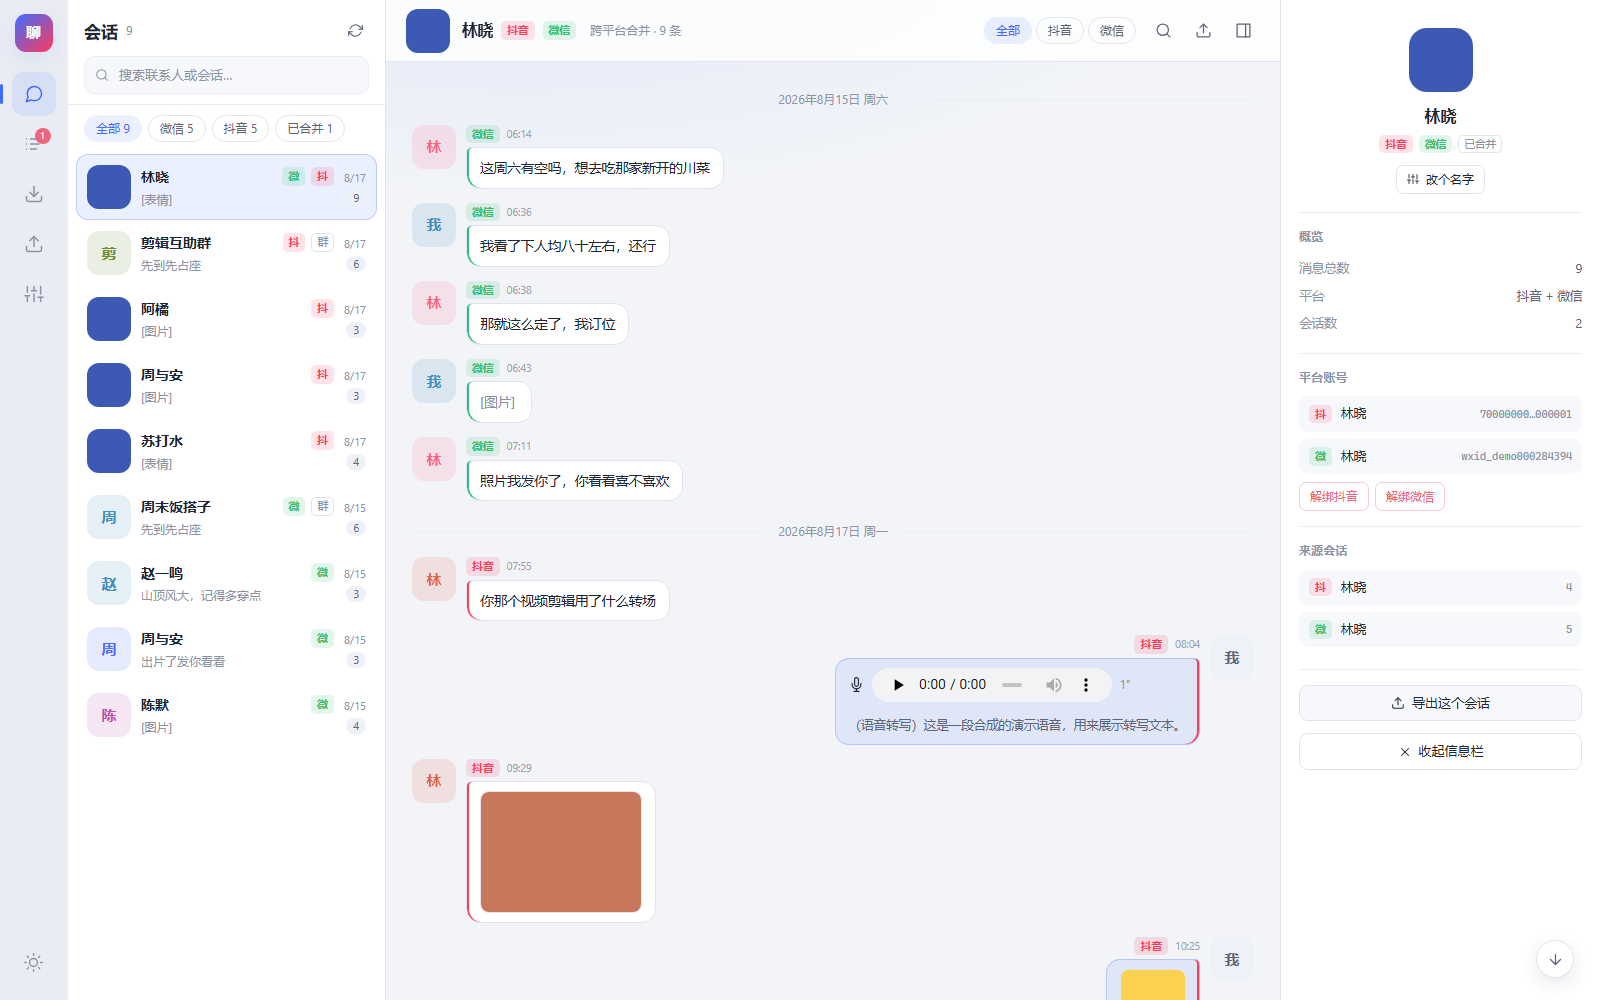 聊
1
会话 9
搜索联系人或会话...
全部 9 微信 5 抖音 5 已合并 1
林晓 微 抖 8/17
[表情] 9
剪 剪辑互助群 抖 群 8/17
先到先占座 6
阿橘 抖 8/17
[图片] 3
周与安 抖 8/17
[图片] 3
苏打水 抖 8/17
[表情] 4
周 周末饭搭子 微 群 8/15
先到先占座 6
赵 赵一鸣 微 8/15
山顶风大，记得多穿点 3
周 周与安 微 8/15
出片了发你看看 3
陈 陈默 微 8/15
[图片] 4
林晓 抖音 微信 跨平台合并 · 9 条
全部 抖音 微信
2026年8月15日 周六
林 微信 06:14
这周六有空吗，想去吃那家新开的川菜
我 微信 06:36
我看了下人均八十左右，还行
林 微信 06:38
那就这么定了，我订位
我 微信 06:43
[图片]
林 微信 07:11
照片我发你了，你看看喜不喜欢
2026年8月17日 周一
林 抖音 07:55
你那个视频剪辑用了什么转场
抖音 08:04 我
0:00 / 0:00 1"
（语音转写）这是一段合成的演示语音，用来展示转写文本。
林 抖音 09:29
抖音 10:25 我
林晓
抖音 微信 已合并
改个名字
概览
消息总数 9
平台 抖音 + 微信
会话数 2
平台账号
抖 林晓 70000000…000001
微 林晓 wxid_demo000284394
解绑抖音 解绑微信
来源会话
抖 林晓 4
微 林晓 5
导出这个会话
收起信息栏